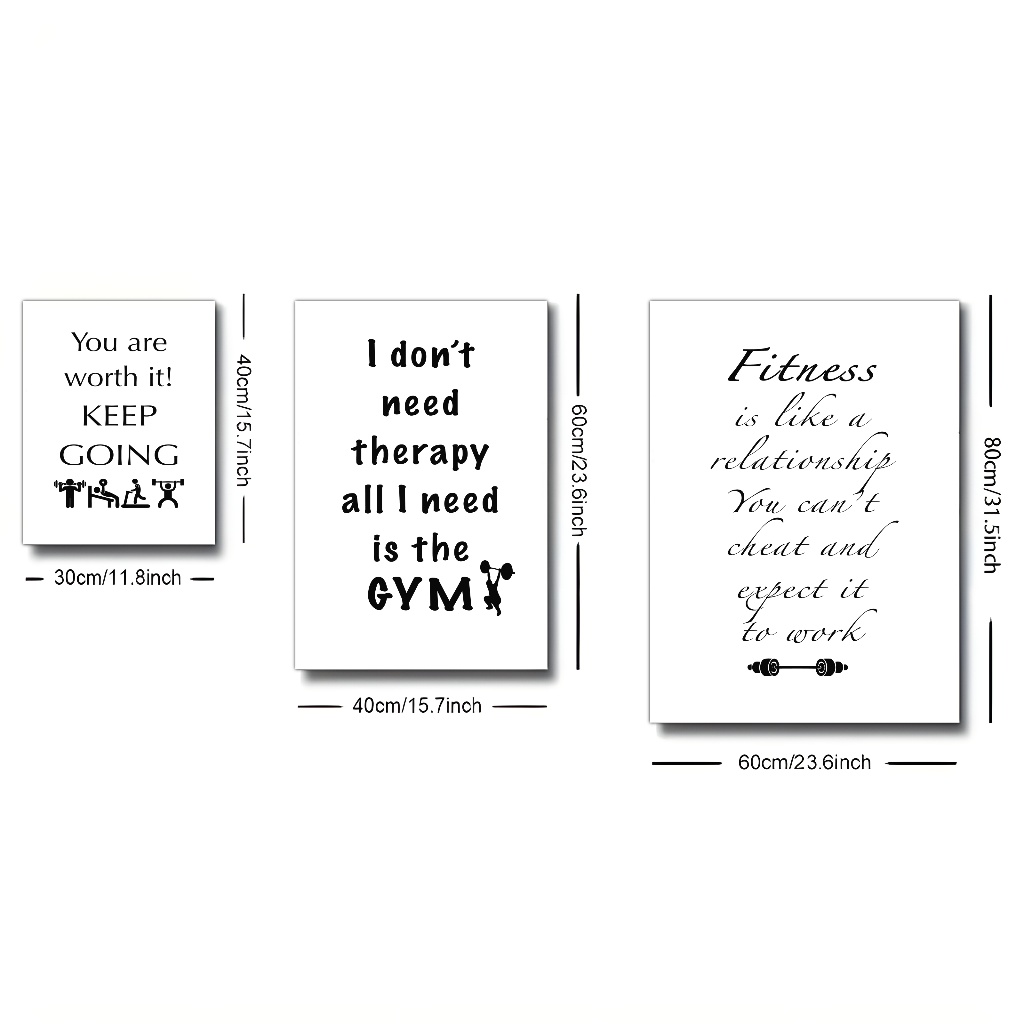 You are
worth it!
KEEP
GOING
40cm/15.7inch
30cm/11.8inch
I don't
need
therapy
all I need
is the
GYM
60cm/23.6inch
40cm/15.7inch
Fitness
is like a
relationship
You can't
cheat and
expect it
to work
80cm/31.5inch
60cm/23.6inch